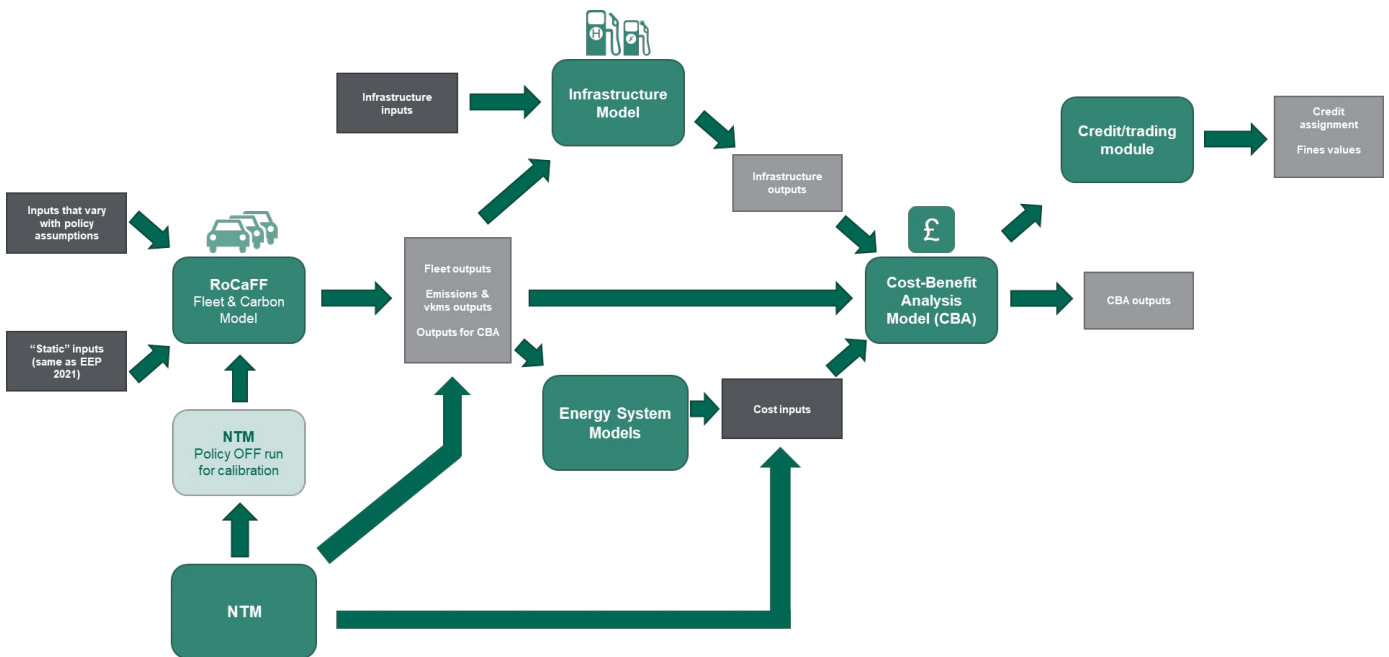 H
Infrastructure
inputs
Infrastructure
Model
Credit/trading
module
Credit
assignment
Fines values
Infrastructure
outputs
Inputs that vary
with policy
assumptions
£
RoCaFF
Fleet & Carbon
Model
Fleet outputs
Emissions &
vkms outputs
Outputs for CBA
Cost-Benefit
Analysis
Model (CBA)
CBA outputs
“Static” inputs
(same as EEP
2021)
NTM
Policy OFF run
for calibration
Energy System
Models
Cost inputs
NTM